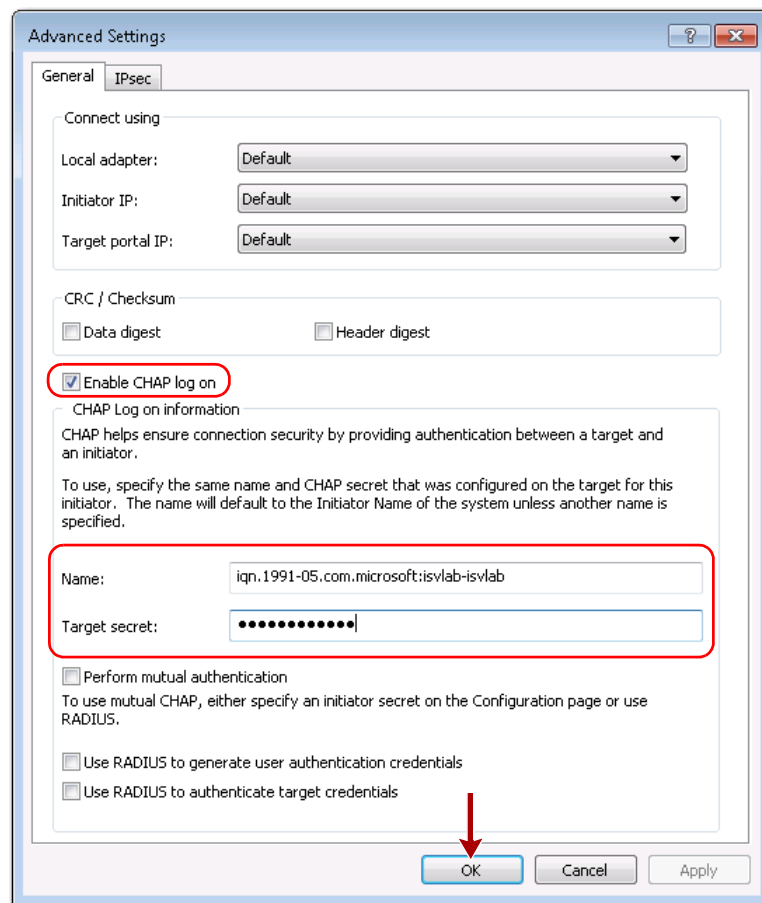 Advanced Settings
General
IPsec
Connect using
Local adapter:
Default
Initiator IP:
Default
Target portal IP:
Default
CRC / Checksum
Data digest
Header digest
Enable CHAP log on
CHAP Log on information
CHAP helps ensure connection security by providing authentication between a target and
an initiator.
To use, specify the same name and CHAP secret that was configured on the target for this
initiator. The name will default to the Initiator Name of the system unless another name is
specified.
Name:
iqn.1991-05.com.microsoft:isvlab-isvlab
Target secret:
●●●●●●●●●●●●
Perform mutual authentication
To use mutual CHAP, either specify an initiator secret on the Configuration page or use
RADIUS.
Use RADIUS to generate user authentication credentials
Use RADIUS to authenticate target credentials
OK
Cancel
Apply